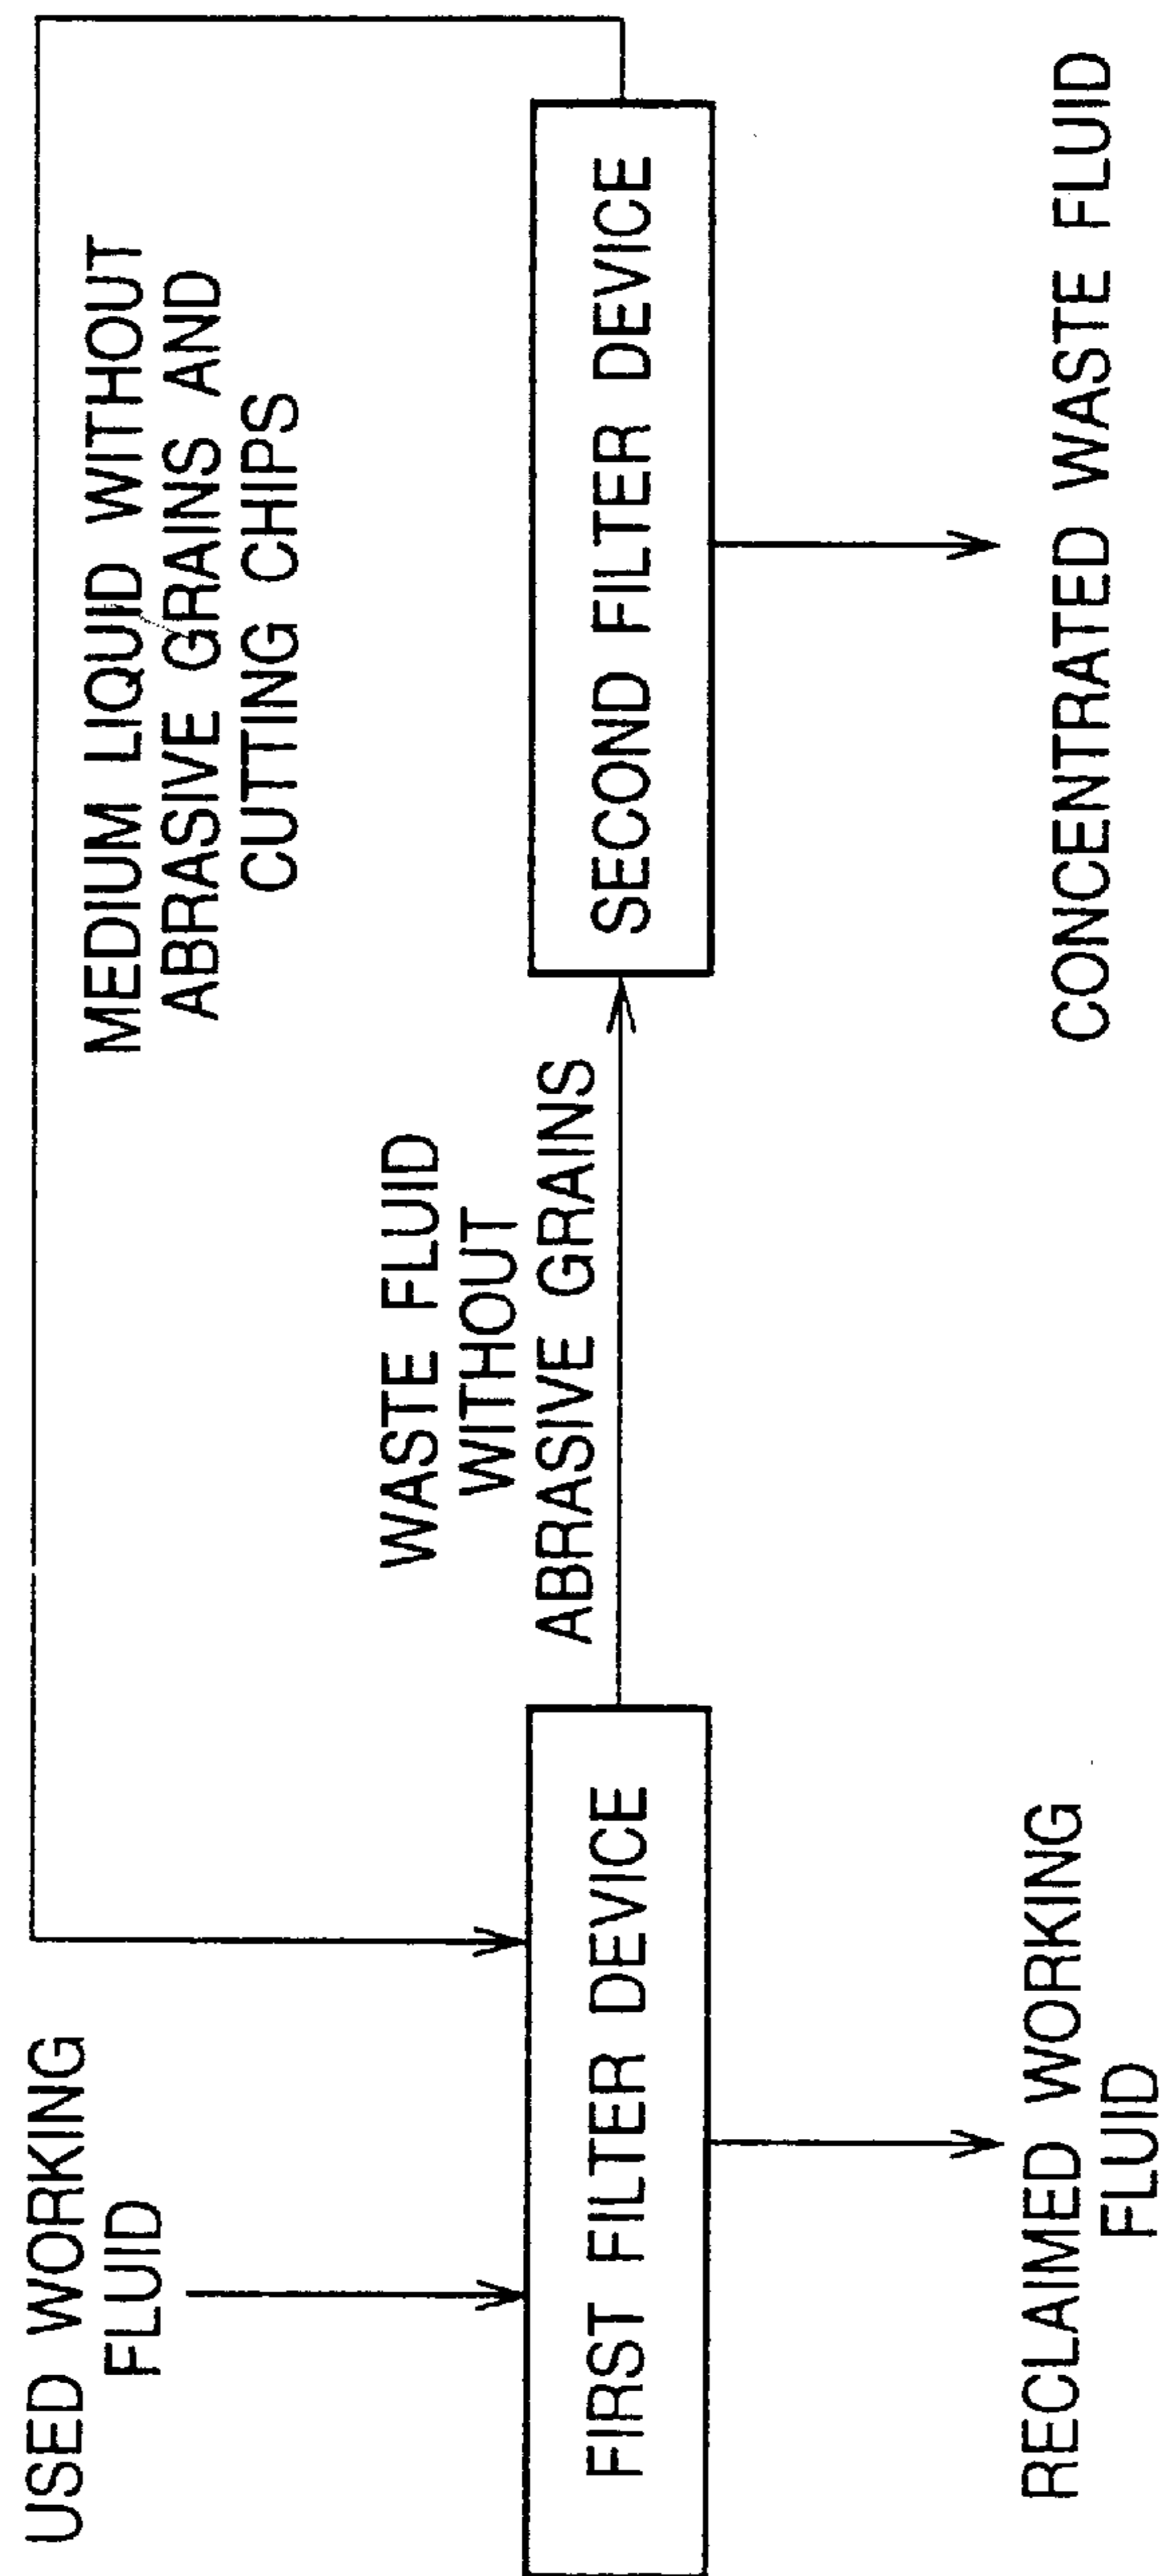 USED WORKING
FLUID
MEDIUM LIQUID WITHOUT
ABRASIVE GRAINS AND
CUTTING CHIPS
WASTE FLUID
WITHOUT
ABRASIVE GRAINS
FIRST FILTER DEVICE
SECOND FILTER DEVICE
RECLAIMED WORKING
FLUID
CONCENTRATED WASTE FLUID